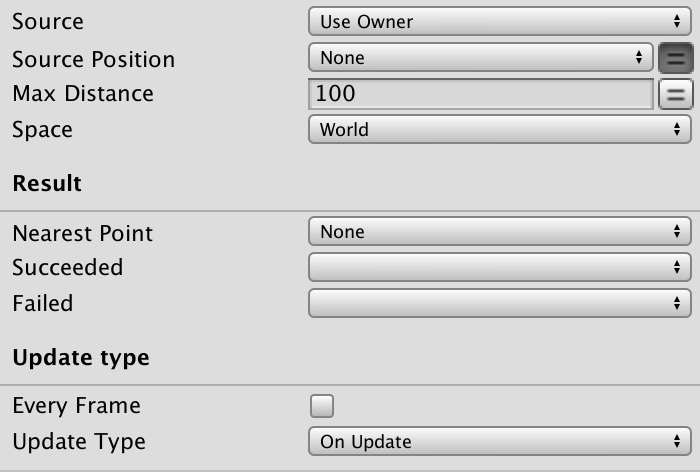 Source Use Owner
Source Position None
Max Distance 100
Space World
Result
Nearest Point None
Succeeded
Failed
Update type
Every Frame
Update Type On Update